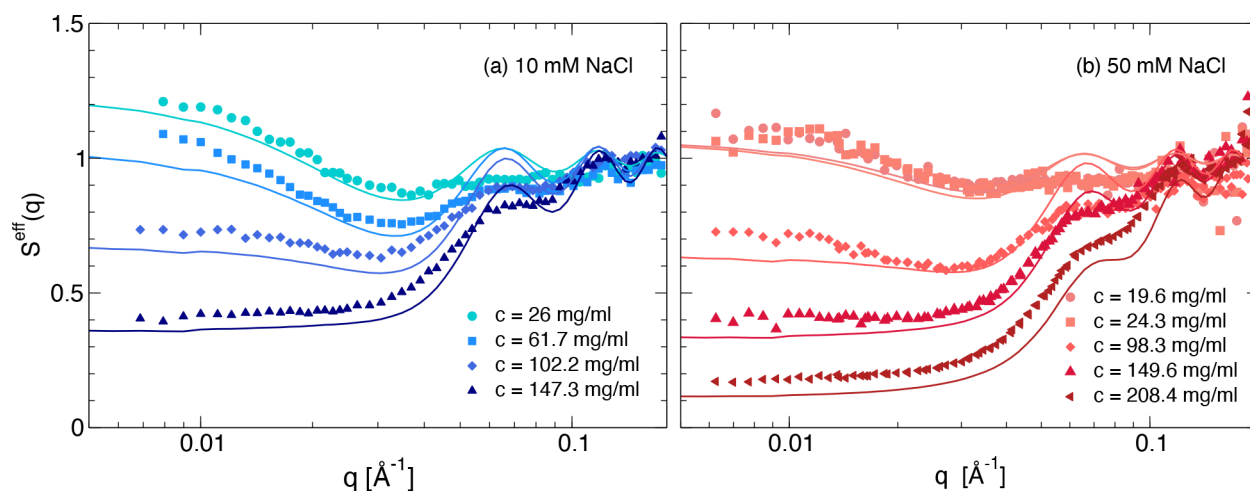 1.5
1
0.5
0
S^eff(q)
(a) 10 mM NaCl
c = 26 mg/ml
c = 61.7 mg/ml
c = 102.2 mg/ml
c = 147.3 mg/ml
0.01 0.1
q [Å⁻¹]
(b) 50 mM NaCl
c = 19.6 mg/ml
c = 24.3 mg/ml
c = 98.3 mg/ml
c = 149.6 mg/ml
c = 208.4 mg/ml
0.01 0.1
q [Å⁻¹]